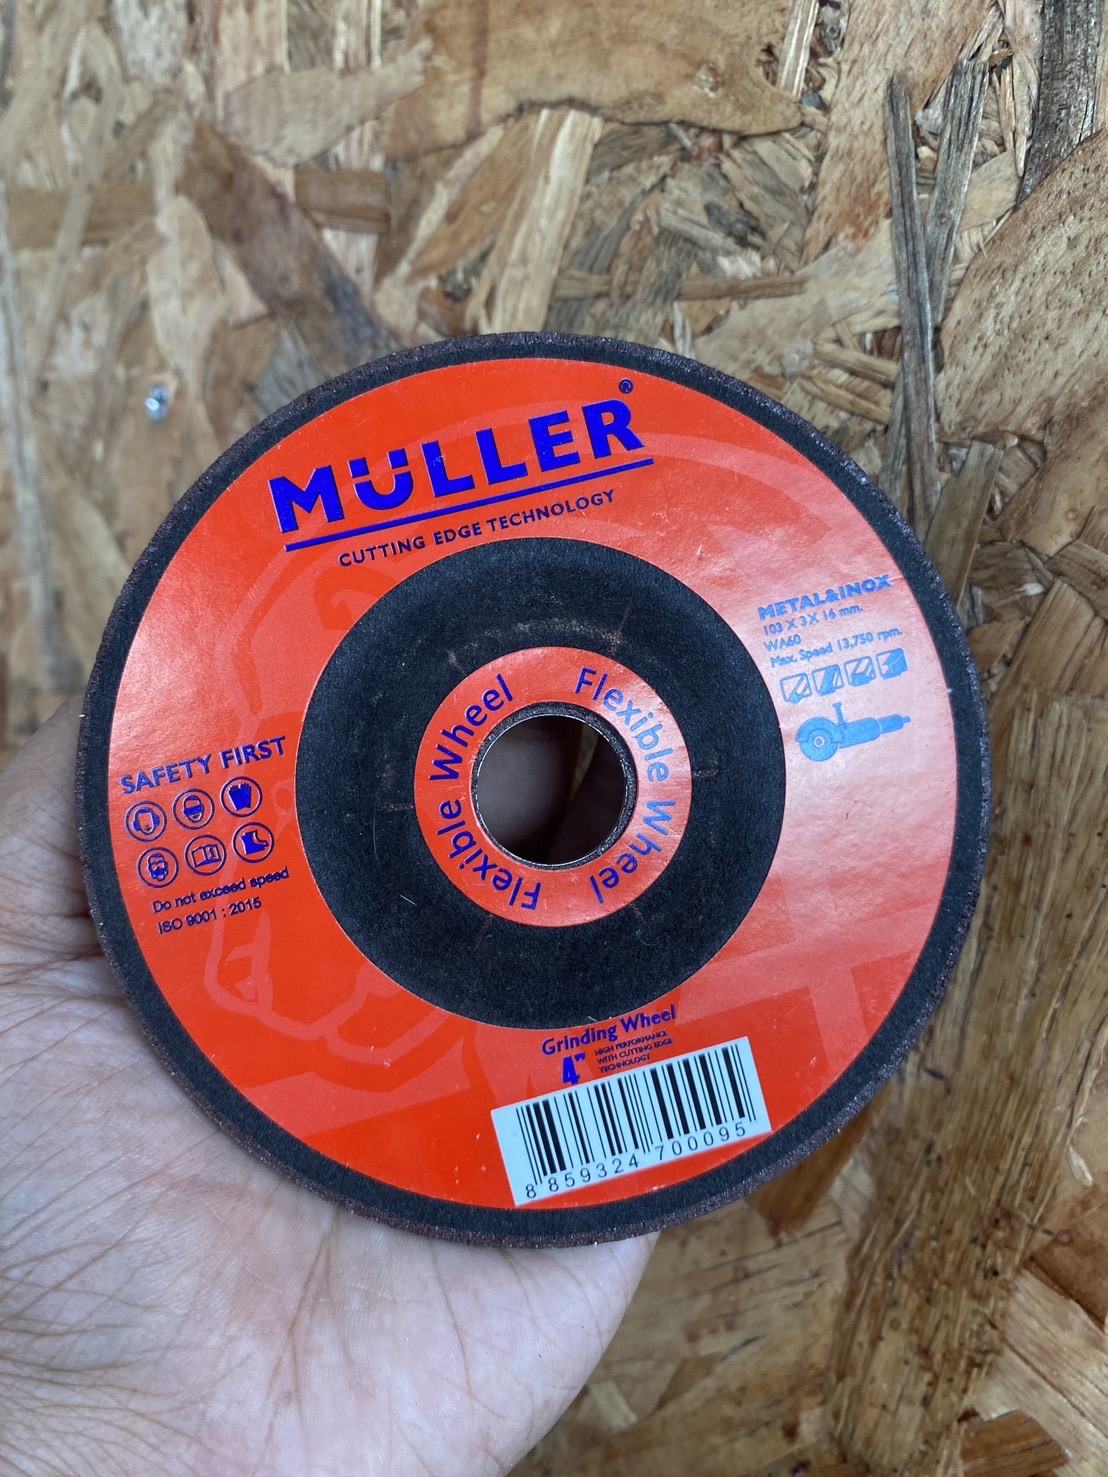 MÜLLER®
CUTTING EDGE TECHNOLOGY
METAL&INOX
103 X 3 X 16 mm.
WA60
Max. Speed 13,750 rpm.
SAFETY FIRST
Do not exceed speed
ISO 9001 : 2015
Flexible Wheel
Flexible Wheel
Grinding Wheel
4"
HIGH PERFORMANCE
WITH CUTTING EDGE
TECHNOLOGY
8 859324 700095